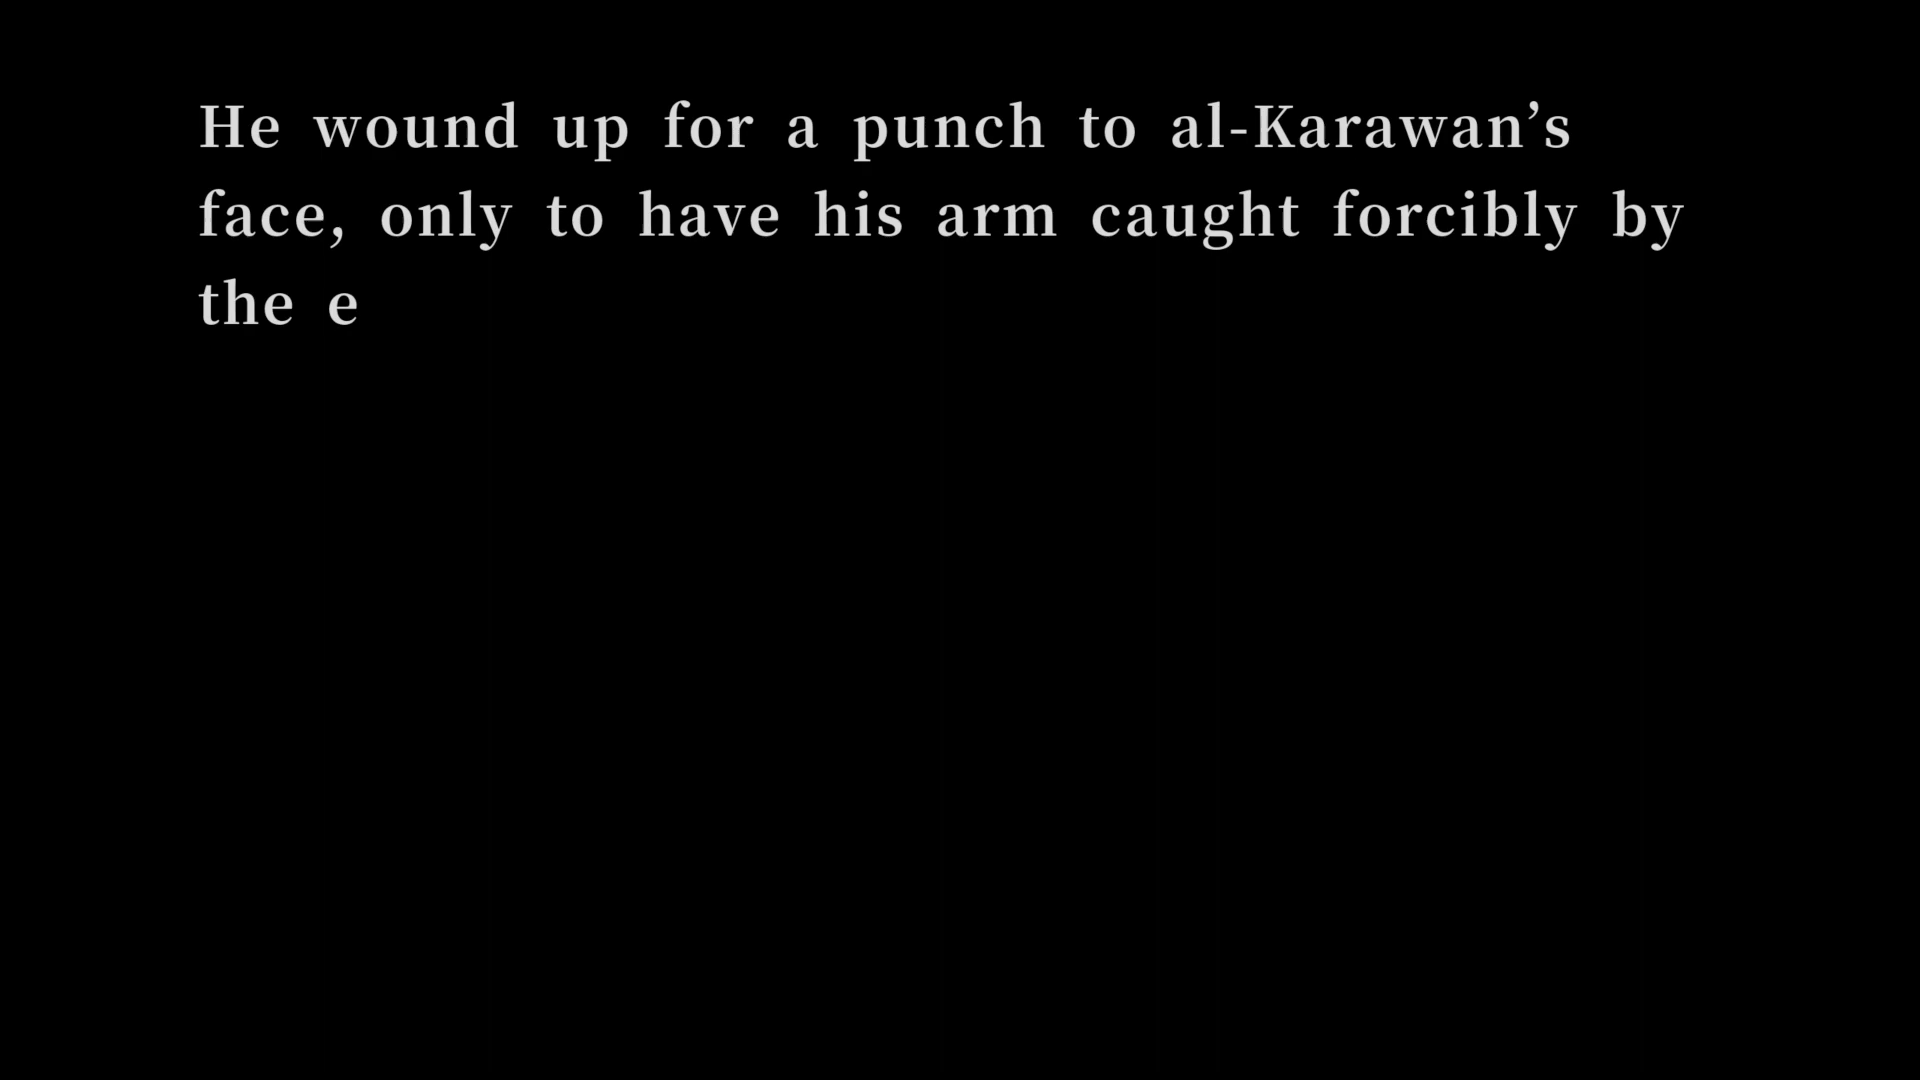 He wound up for a punch to al-Karawan’s
face, only to have his arm caught forcibly by
the e